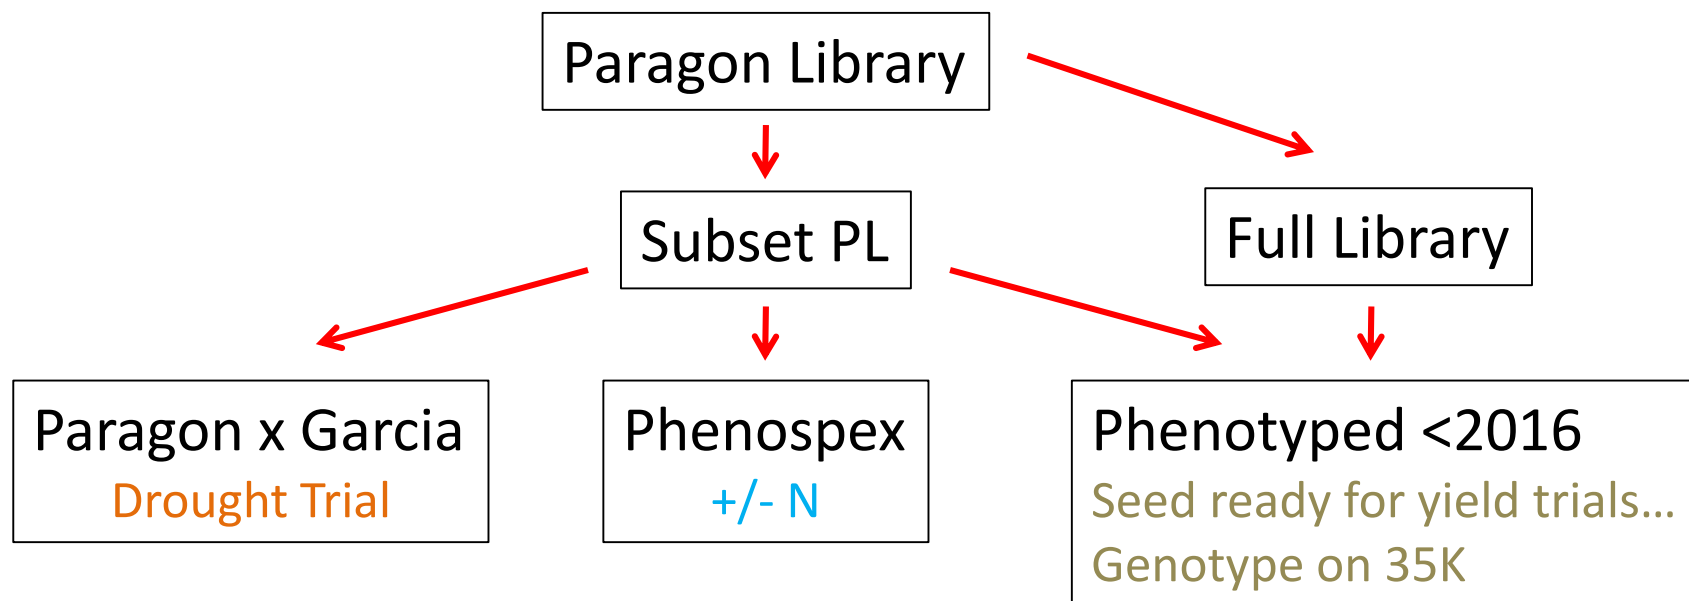 Paragon Library
Subset PL
Full Library
Paragon x Garcia
Drought Trial
Phenospex
+/- N
Phenotyped <2016
Seed ready for yield trials...
Genotype on 35K